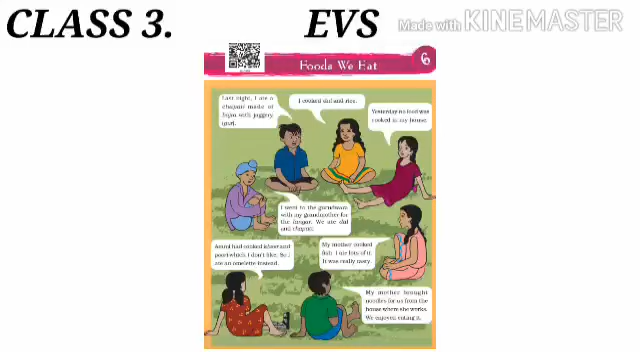 CLASS 3.
EVS
Made with KINEMASTER
Foods We Eat
6
Last night, I ate a
chapati made of
bajra with jaggery
(gur).
I cooked dal and rice.
Yesterday no food was
cooked in my house.
I went to the gurudwara
with my grandmother for
the langar. We ate dal
and chapati.
Ammi had cooked kheer and
poori which I don't like. So I
ate an omelette instead.
My mother cooked
fish. I ate lots of it.
It was really tasty.
My mother brought
noodles for us from the
house where she works.
We enjoyed eating it.